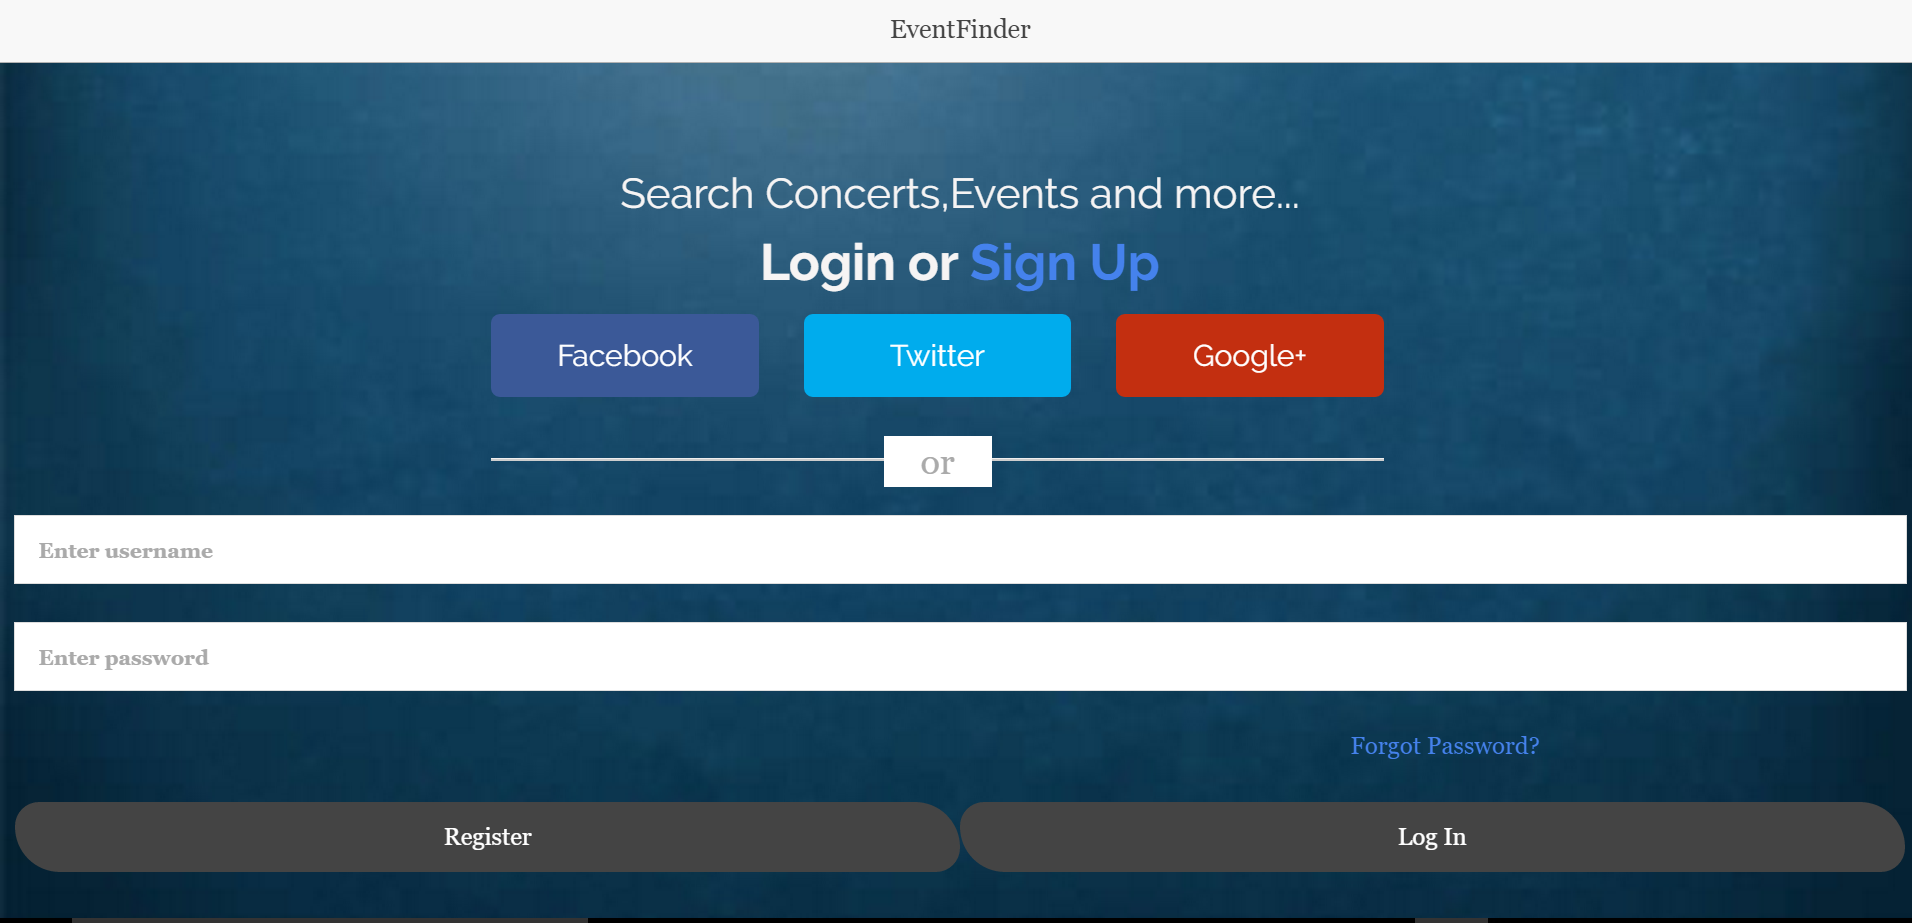 EventFinder
Search Concerts,Events and more...
Login or Sign Up
Facebook Twitter Google+
or
Enter username
Enter password
Forgot Password?
Register Log In